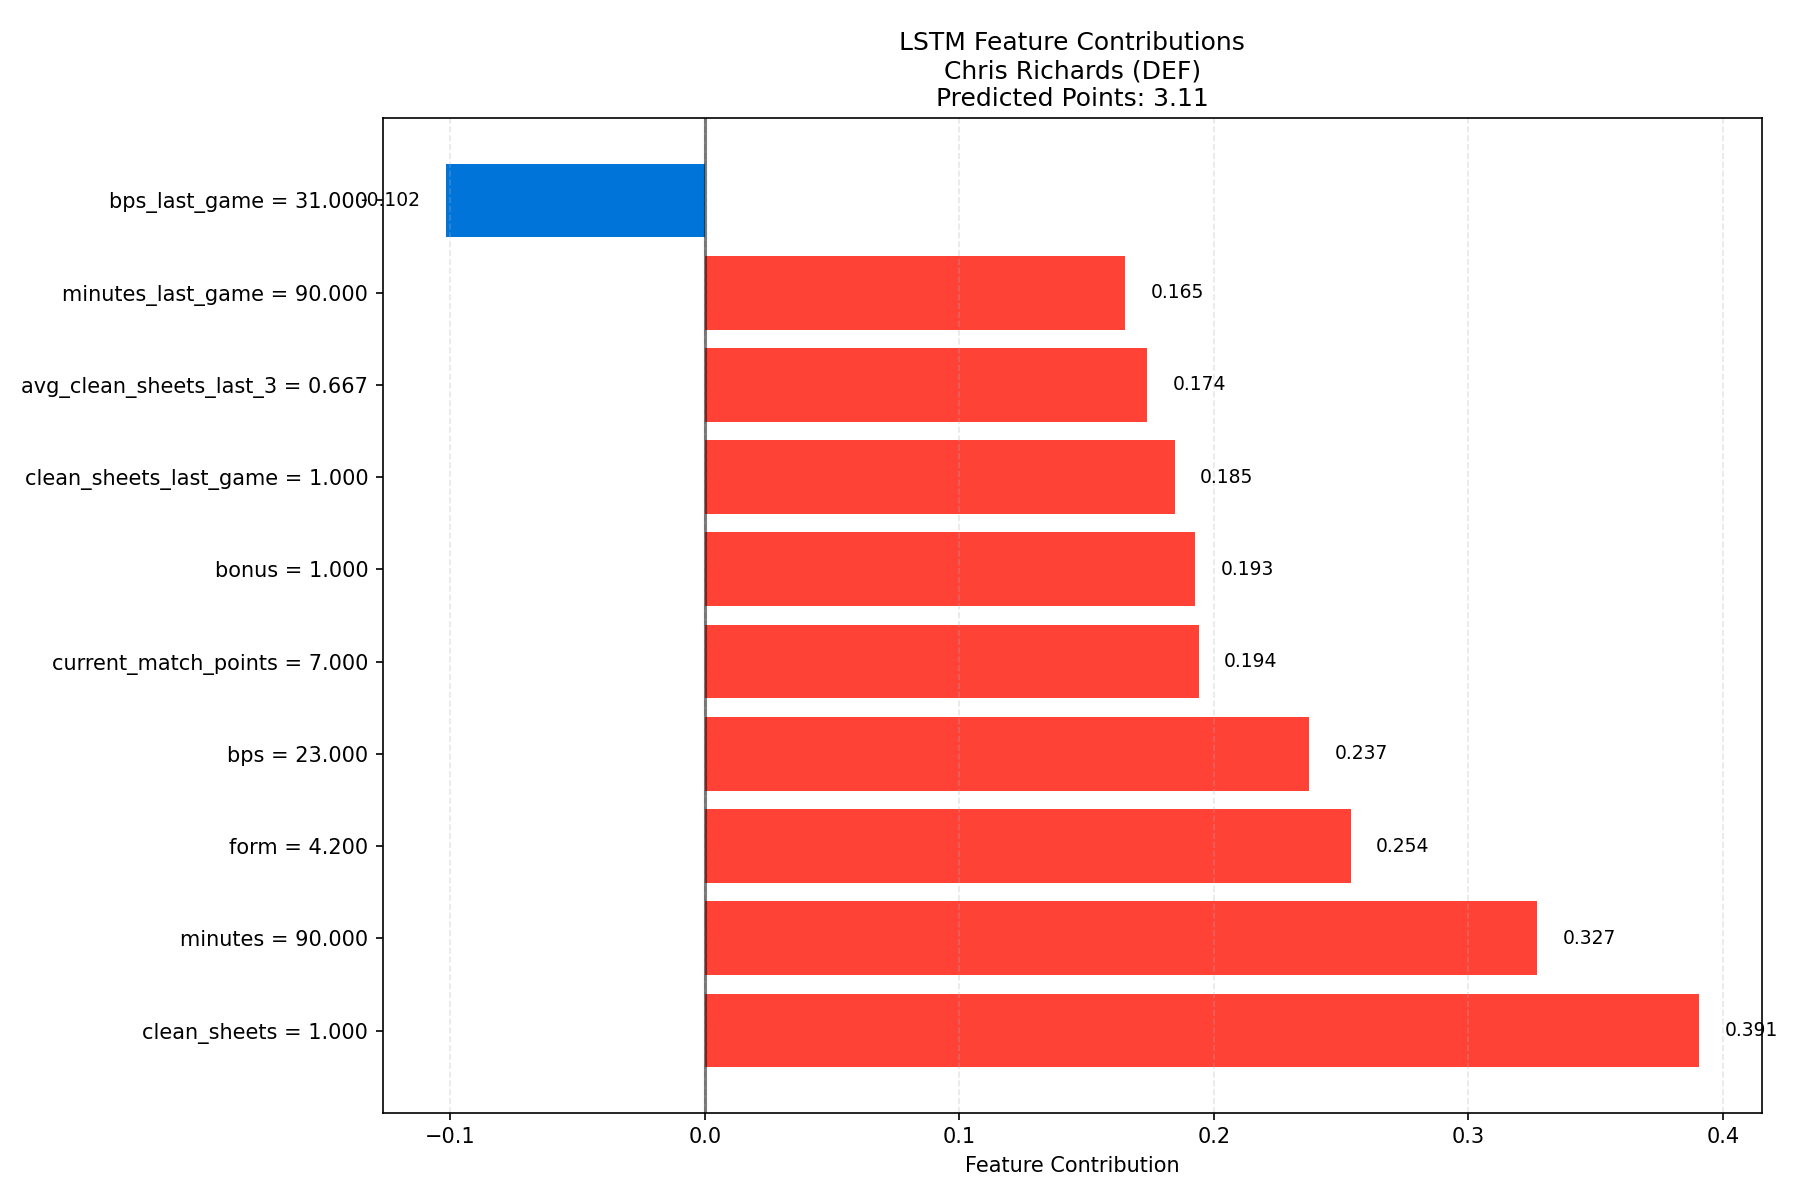 LSTM Feature Contributions
Chris Richards (DEF)
Predicted Points: 3.11
bps_last_game = 31.000 -0.102
minutes_last_game = 90.000 0.165
avg_clean_sheets_last_3 = 0.667 0.174
clean_sheets_last_game = 1.000 0.185
bonus = 1.000 0.193
current_match_points = 7.000 0.194
bps = 23.000 0.237
form = 4.200 0.254
minutes = 90.000 0.327
clean_sheets = 1.000 0.391
−0.1 0.0 0.1 0.2 0.3 0.4
Feature Contribution